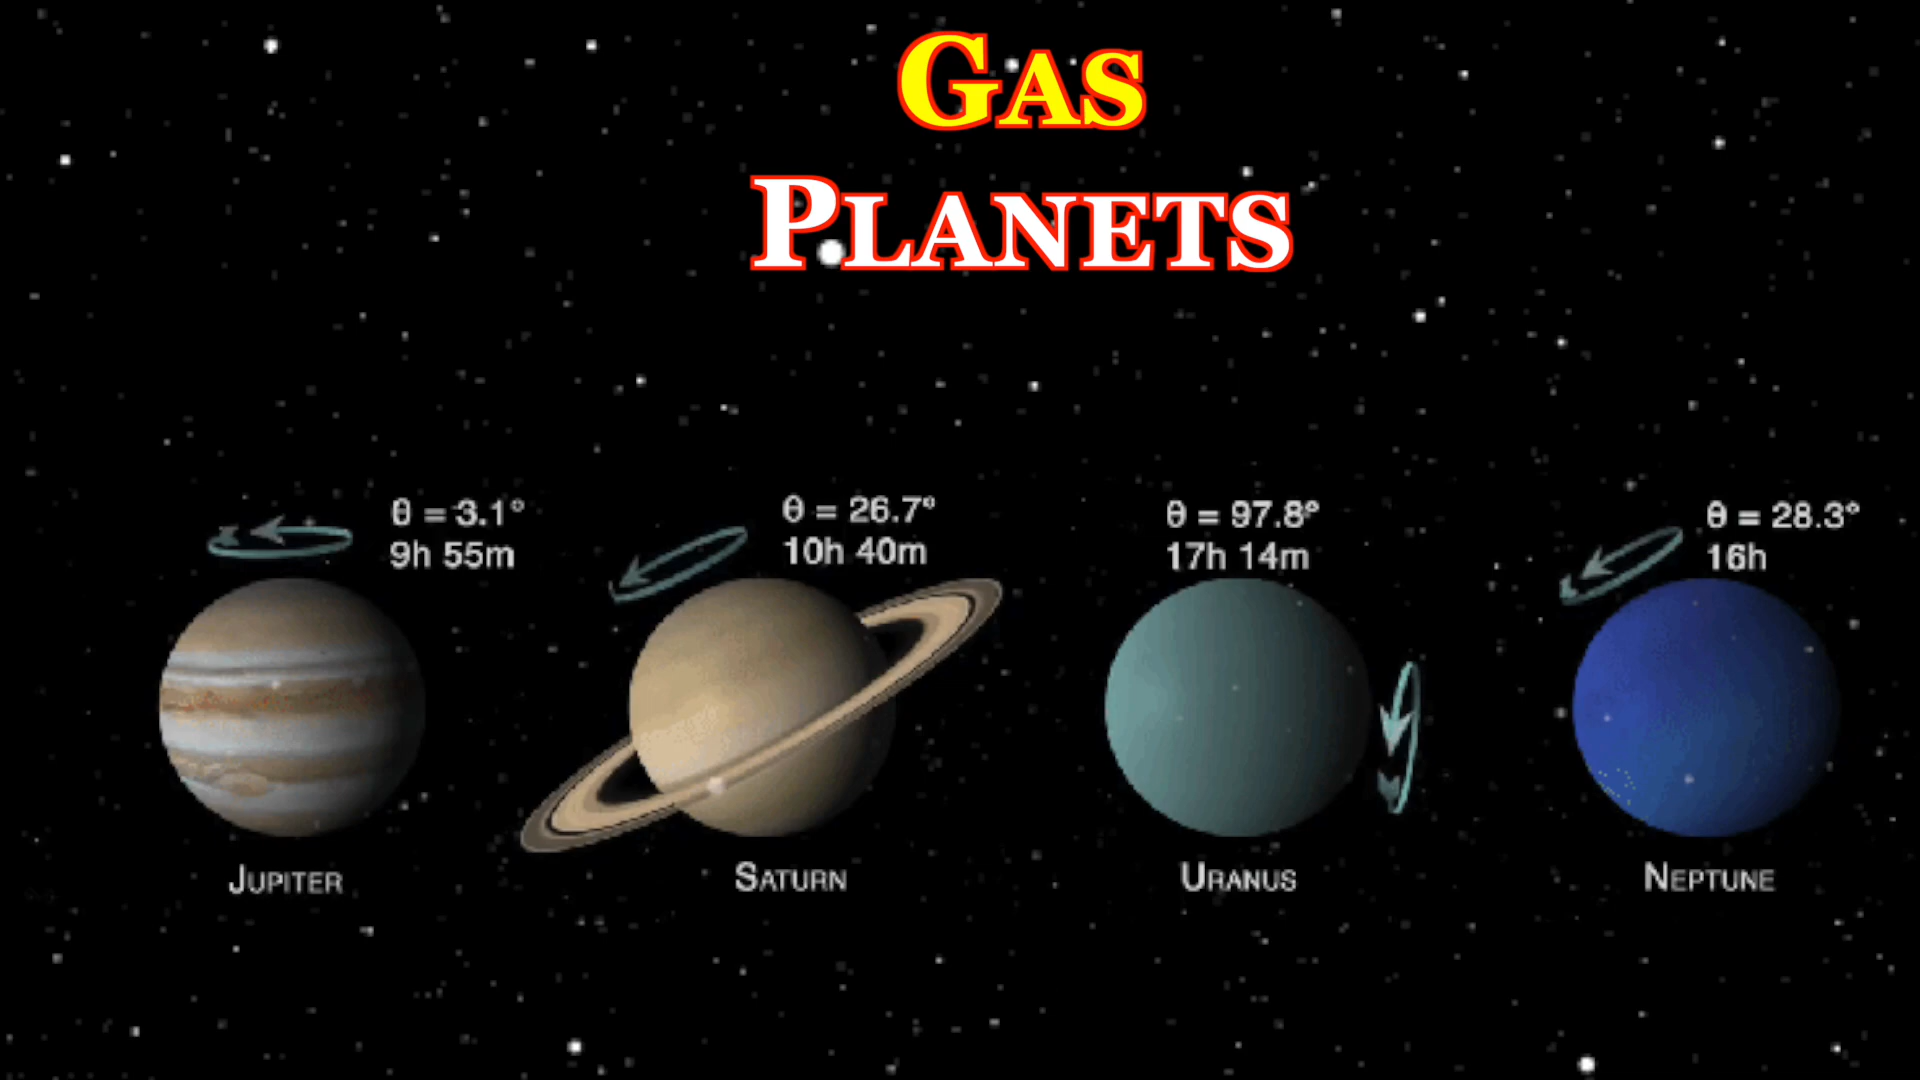 GAS
PLANETS
θ = 3.1°
9h 55m
θ = 26.7°
10h 40m
θ = 97.8°
17h 14m
θ = 28.3°
16h
JUPITER
SATURN
URANUS
NEPTUNE